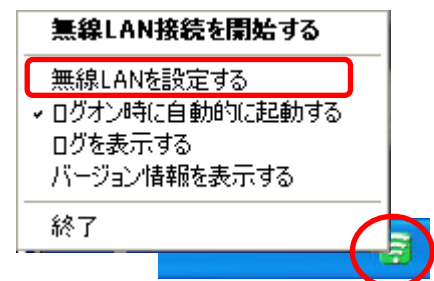 無線LAN接続を開始する
無線LANを設定する
ログオン時に自動的に起動する
ログを表示する
バージョン情報を表示する
終了